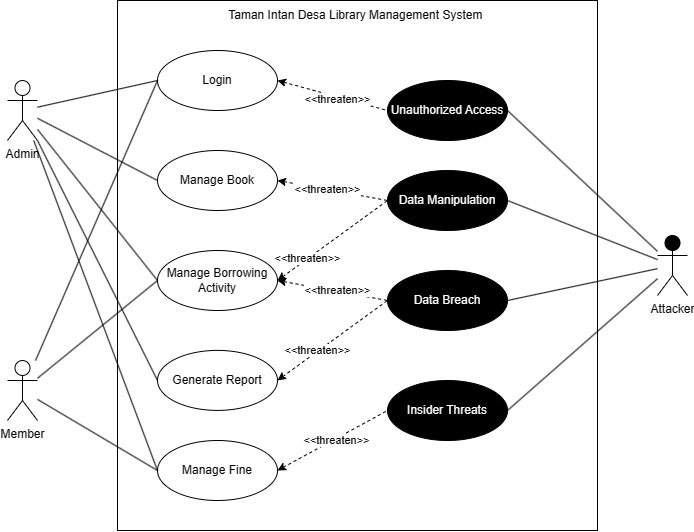 Taman Intan Desa Library Management System
Login
<<threaten>>
Unauthorized Access
Admin
Manage Book
<<threaten>>
Data Manipulation
<<threaten>>
Manage Borrowing
Activity
<<threaten>>
Data Breach
Attacker
<<threaten>>
Generate Report
Insider Threats
Member
<<threaten>>
Manage Fine